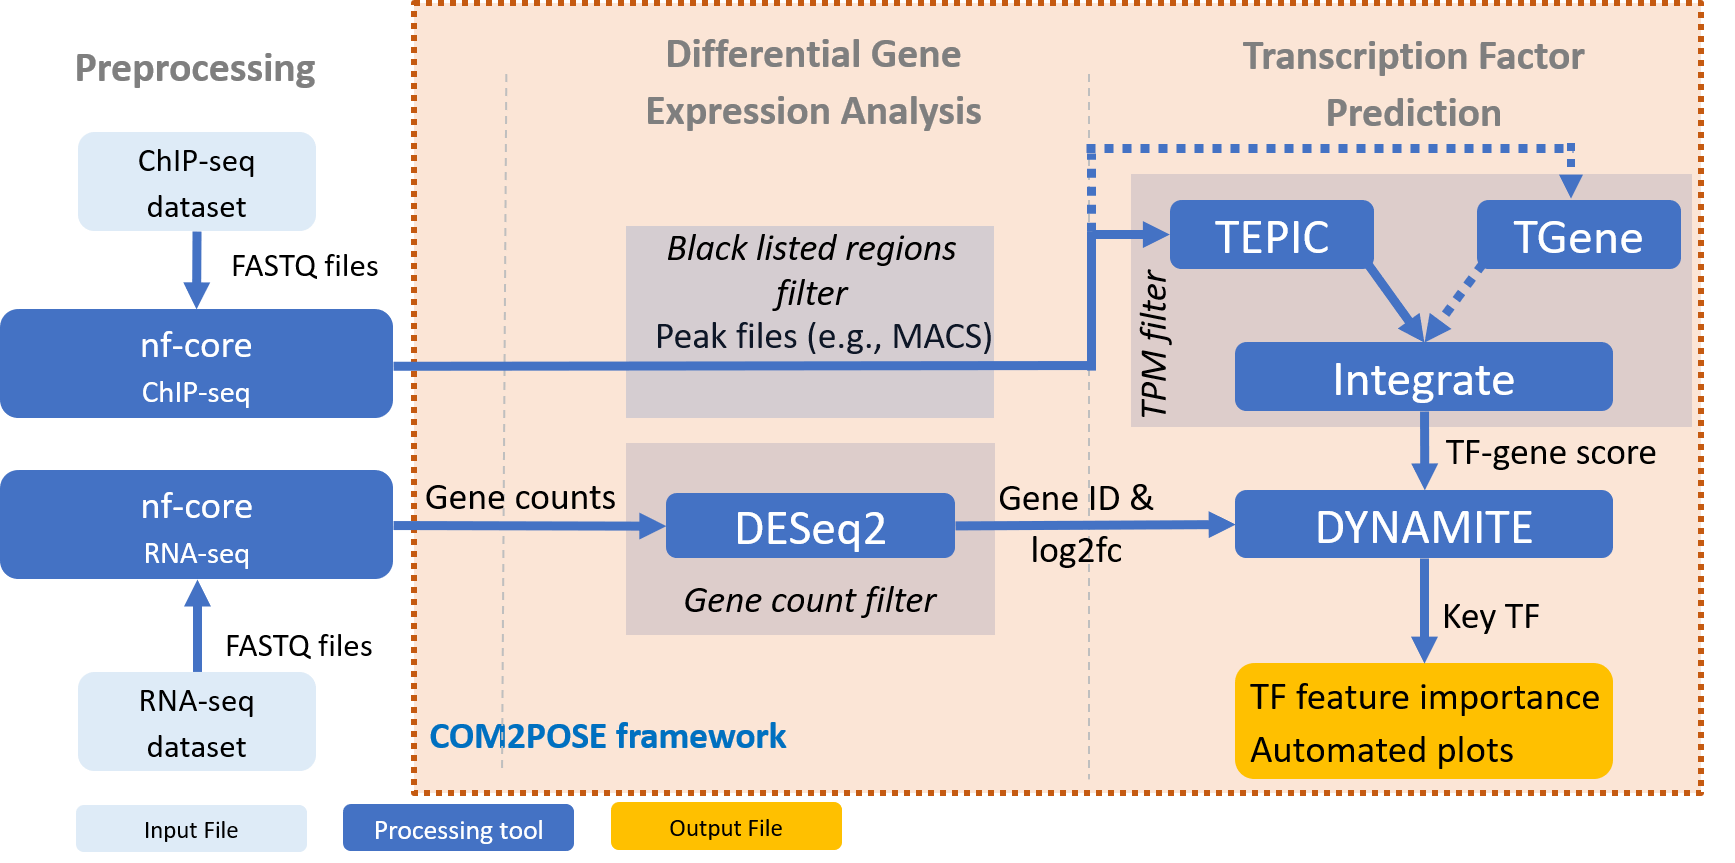 Preprocessing
Differential Gene
Expression Analysis
Transcription Factor
Prediction
ChIP-seq
dataset
FASTQ files
nf-core
ChIP-seq
Black listed regions
filter
Peak files (e.g., MACS)
TEPIC
TGene
TPM filter
Integrate
TF-gene score
nf-core
RNA-seq
Gene counts
DESeq2
Gene count filter
Gene ID &
log2fc
DYNAMITE
Key TF
FASTQ files
RNA-seq
dataset
TF feature importance
Automated plots
COM2POSE framework
Input File
Processing tool
Output File